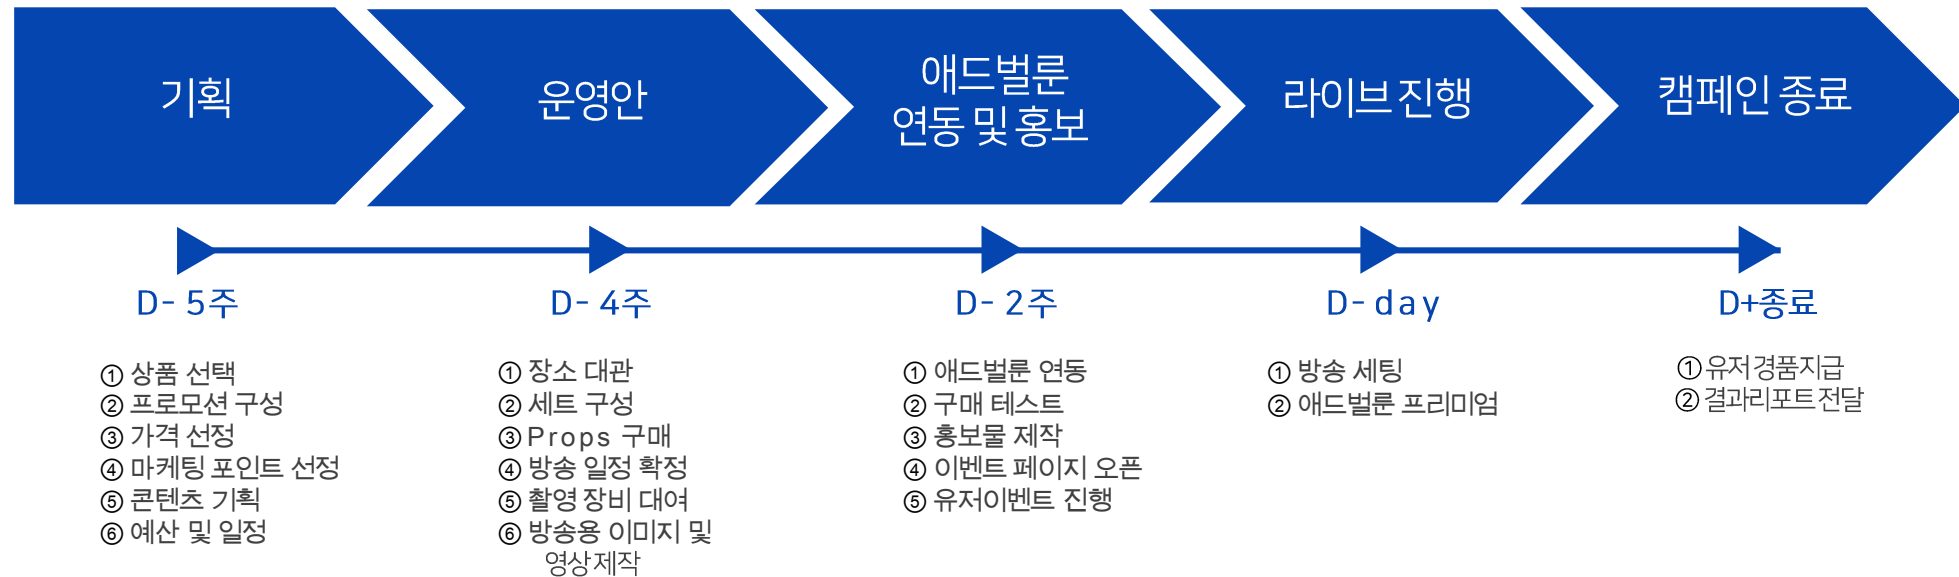 기획
운영안
애드벌룬
연동 및 홍보
라이브 진행
캠페인 종료
D- 5주
D- 4주
D- 2주
D-day
D+종료
① 상품 선택
② 프로모션 구성
③ 가격 선정
④ 마케팅 포인트 선정
⑤ 콘텐츠 기획
⑥ 예산 및 일정
① 장소 대관
② 세트 구성
③ Props 구매
④ 방송 일정 확정
⑤ 촬영 장비 대여
⑥ 방송용 이미지 및
영상 제작
① 애드벌룬 연동
② 구매 테스트
③ 홍보물 제작
④ 이벤트 페이지 오픈
⑤ 유저이벤트 진행
① 방송 세팅
② 애드벌룬 프리미엄
① 유저 경품지급
② 결과리포트 전달